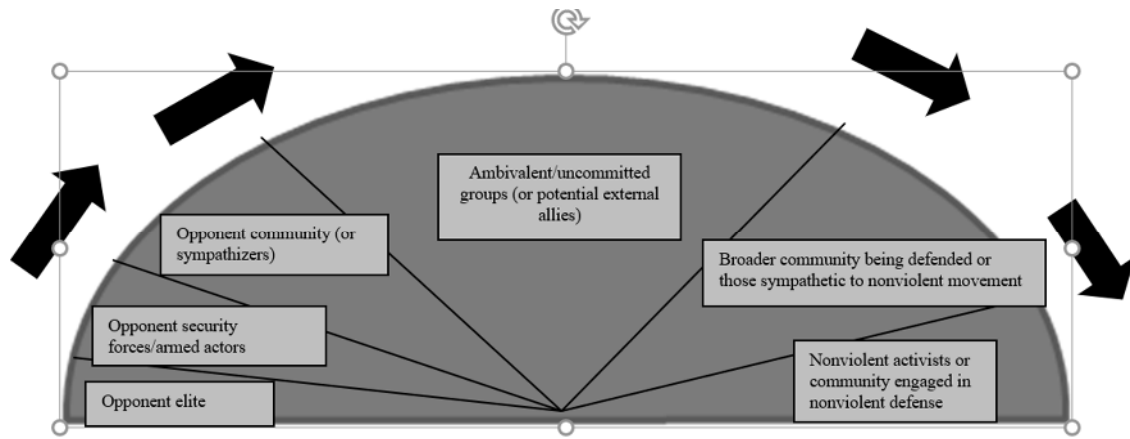 Ambivalent/uncommitted
groups (or potential external
allies)
Opponent community (or
sympathizers)
Broader community being defended or
those sympathetic to nonviolent movement
Opponent security
forces/armed actors
Nonviolent activists or
community engaged in
nonviolent defense
Opponent elite